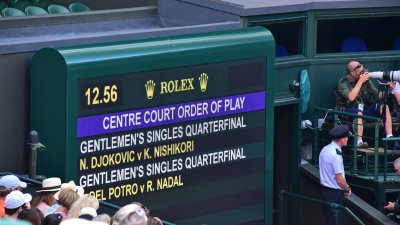 12.56
ROLEX
CENTRE COURT ORDER OF PLAY
GENTLEMEN'S SINGLES QUARTERFINAL
N. DJOKOVIC V K. NISHIKORI
GENTLEMEN'S SINGLES QUARTERFINAL
DEL POTRO V R. NADAL